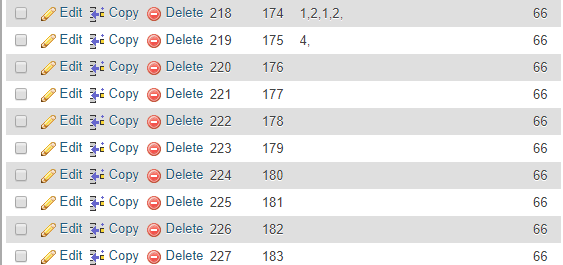 Edit Copy Delete 218 174 1,2,1,2, 66
Edit Copy Delete 219 175 4, 66
Edit Copy Delete 220 176 66
Edit Copy Delete 221 177 66
Edit Copy Delete 222 178 66
Edit Copy Delete 223 179 66
Edit Copy Delete 224 180 66
Edit Copy Delete 225 181 66
Edit Copy Delete 226 182 66
Edit Copy Delete 227 183 66